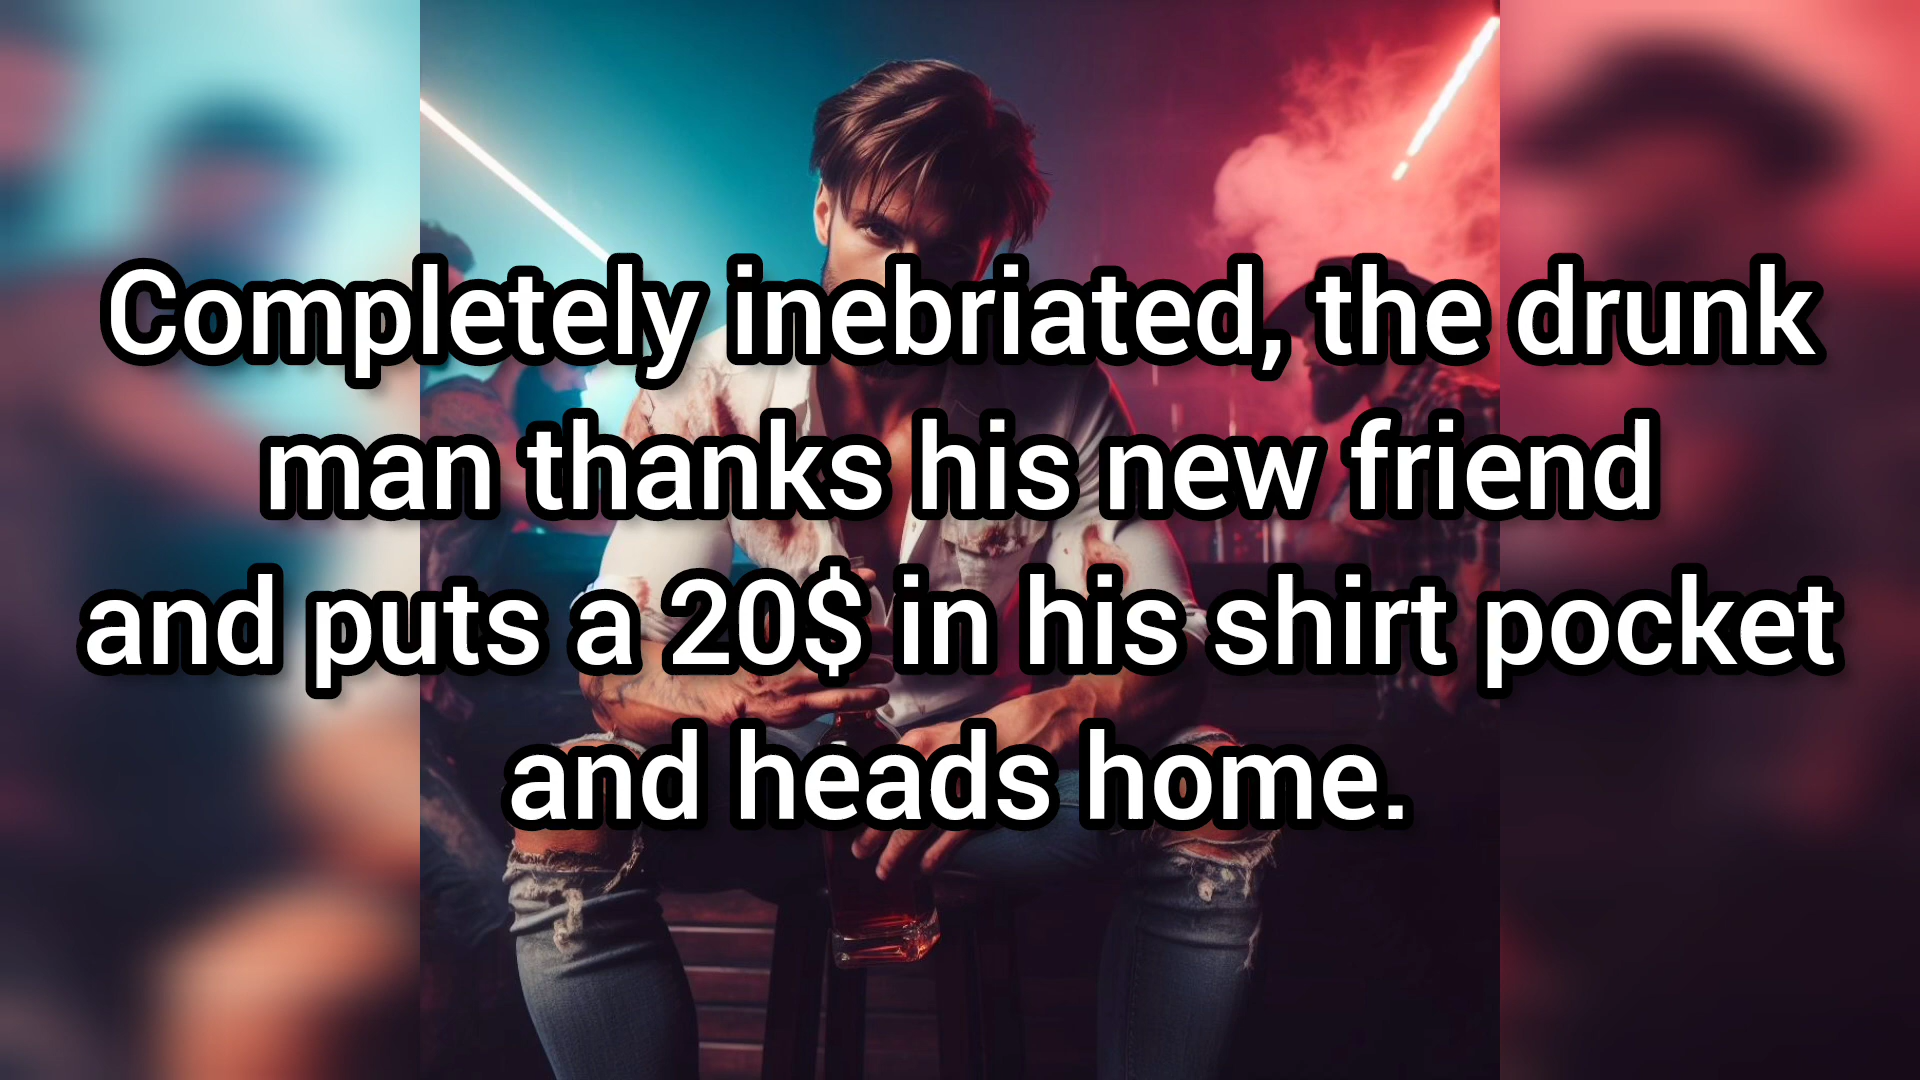 Completely inebriated, the drunk
man thanks his new friend
and puts a 20$ in his shirt pocket
and heads home.